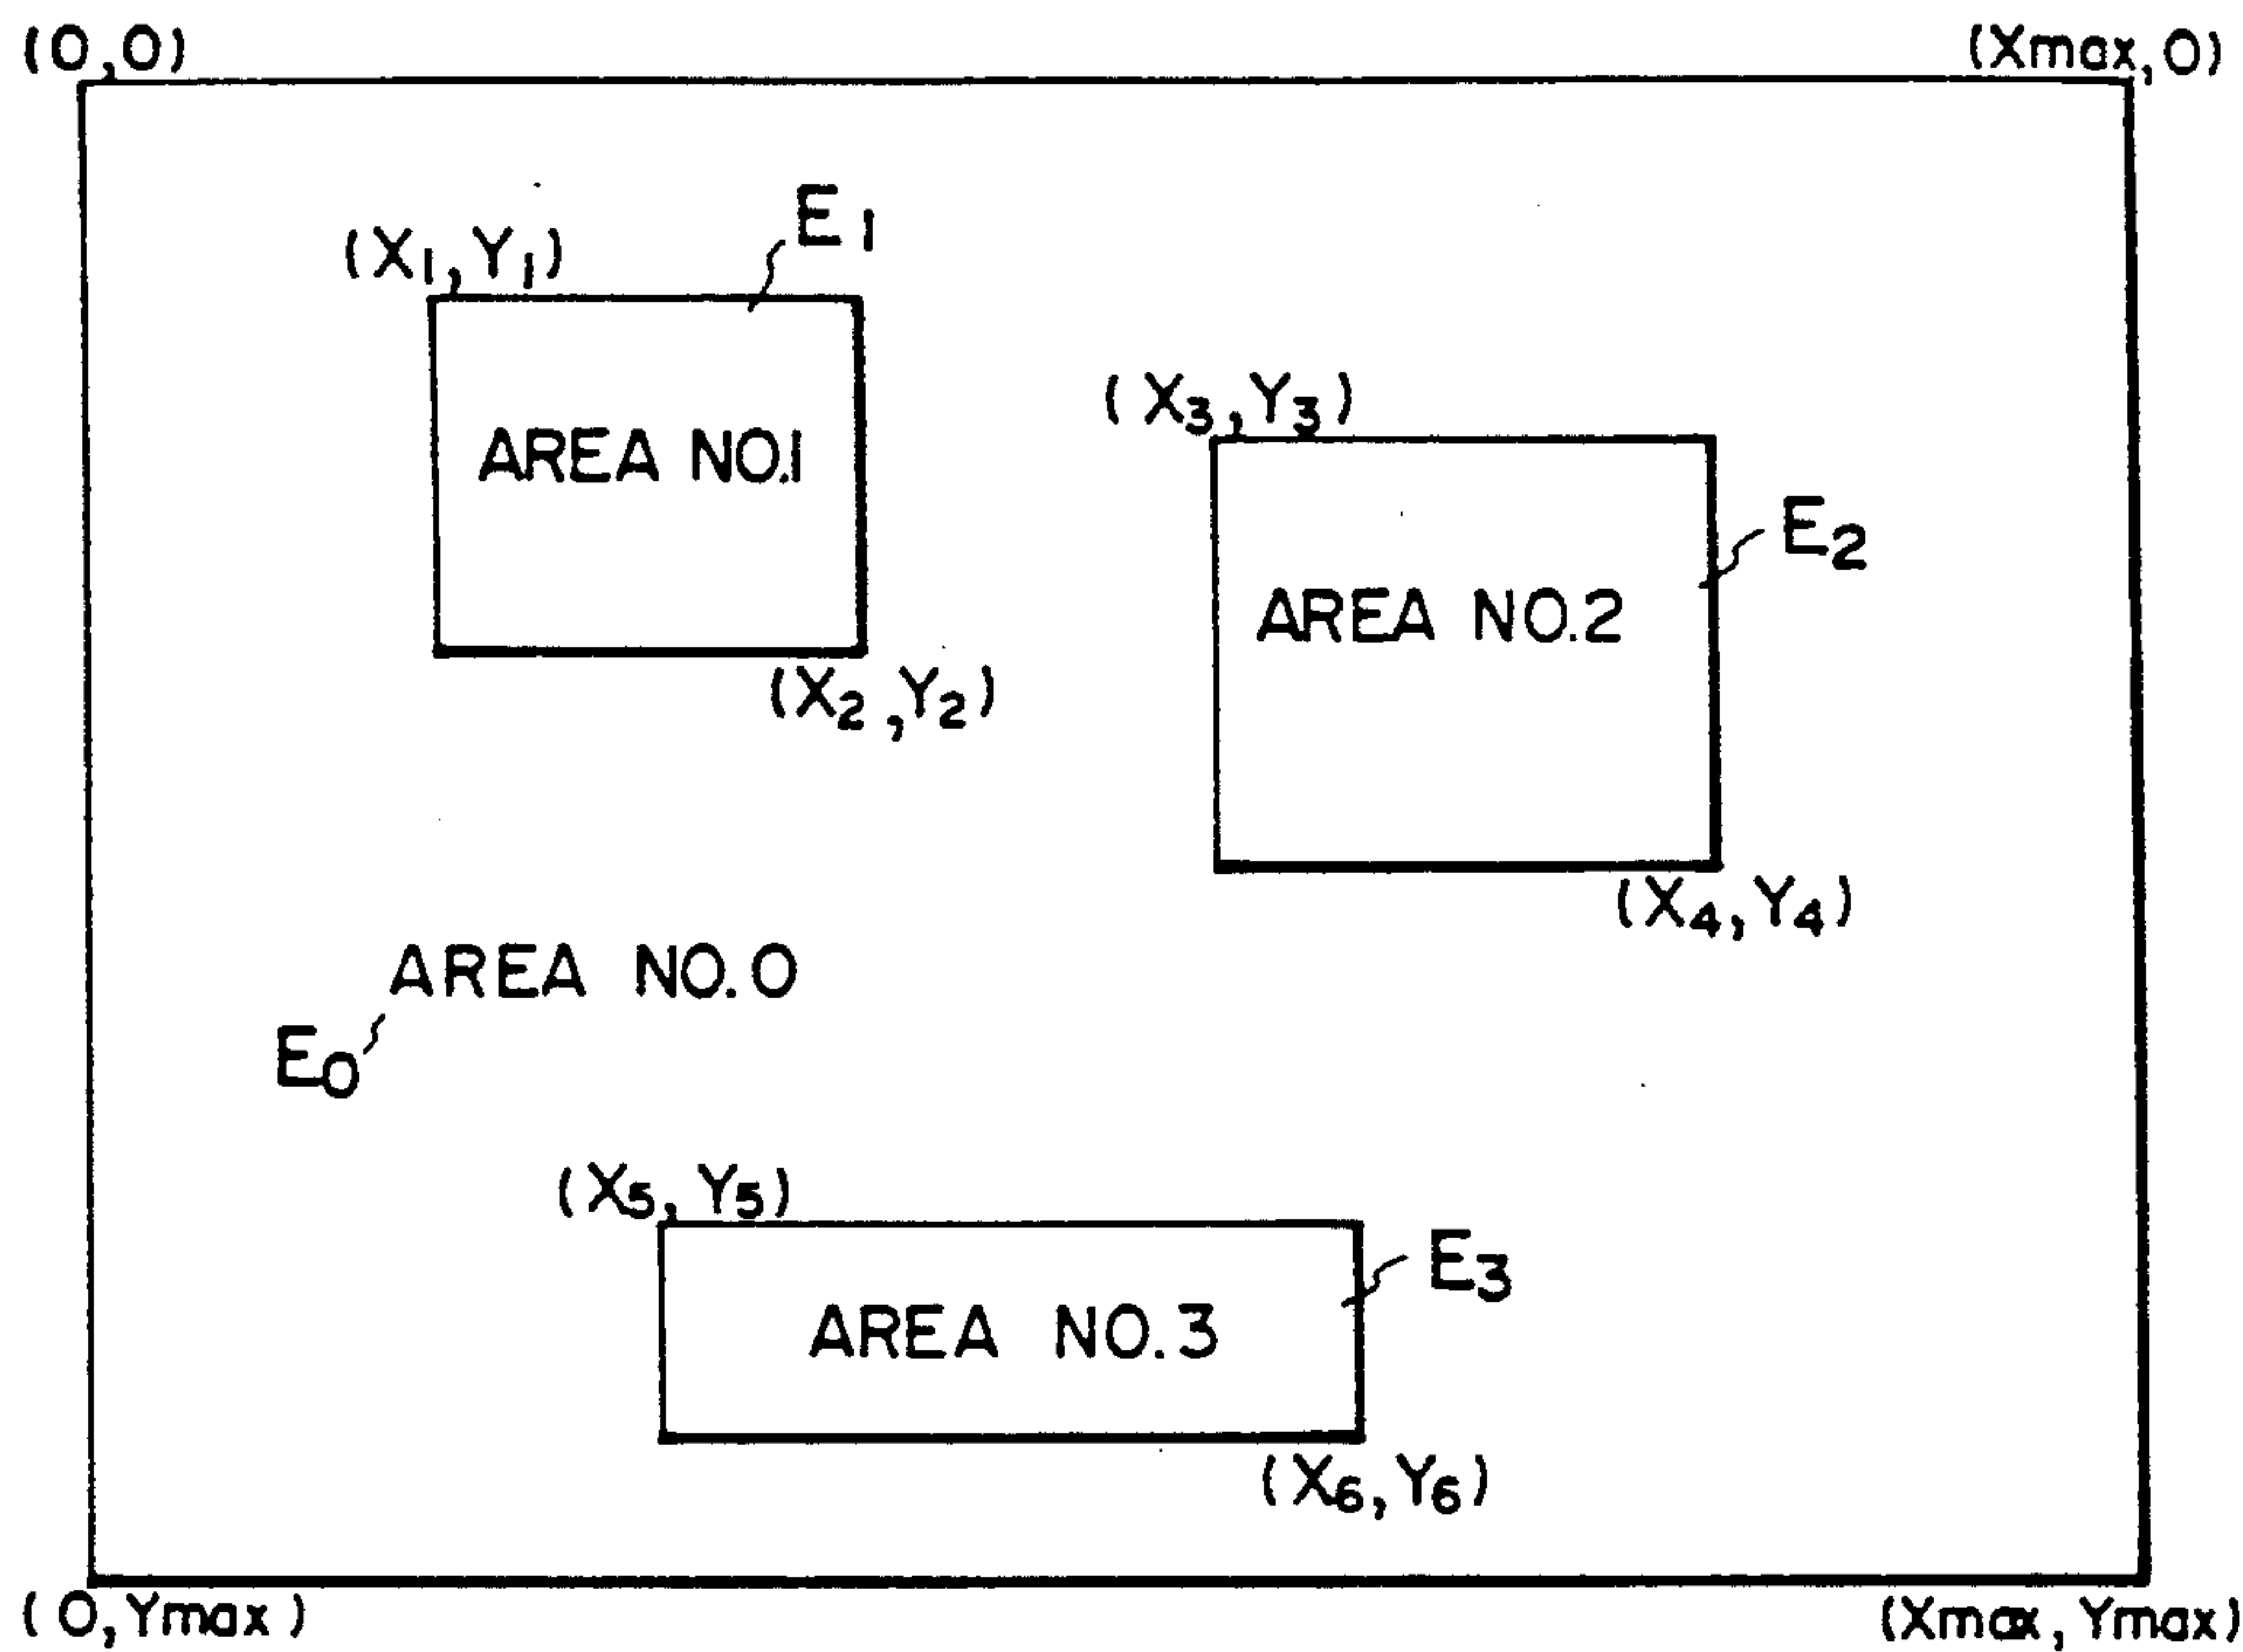 (0,0)
(Xmax,0)
E1
(X1,Y1)
AREA NO.1
(X2,Y2)
(X3,Y3)
E2
AREA NO.2
(X4,Y4)
AREA NO.0
E0
(X5,Y5)
E3
AREA NO.3
(X6,Y6)
(0,Ymax)
(Xmax,Ymax)